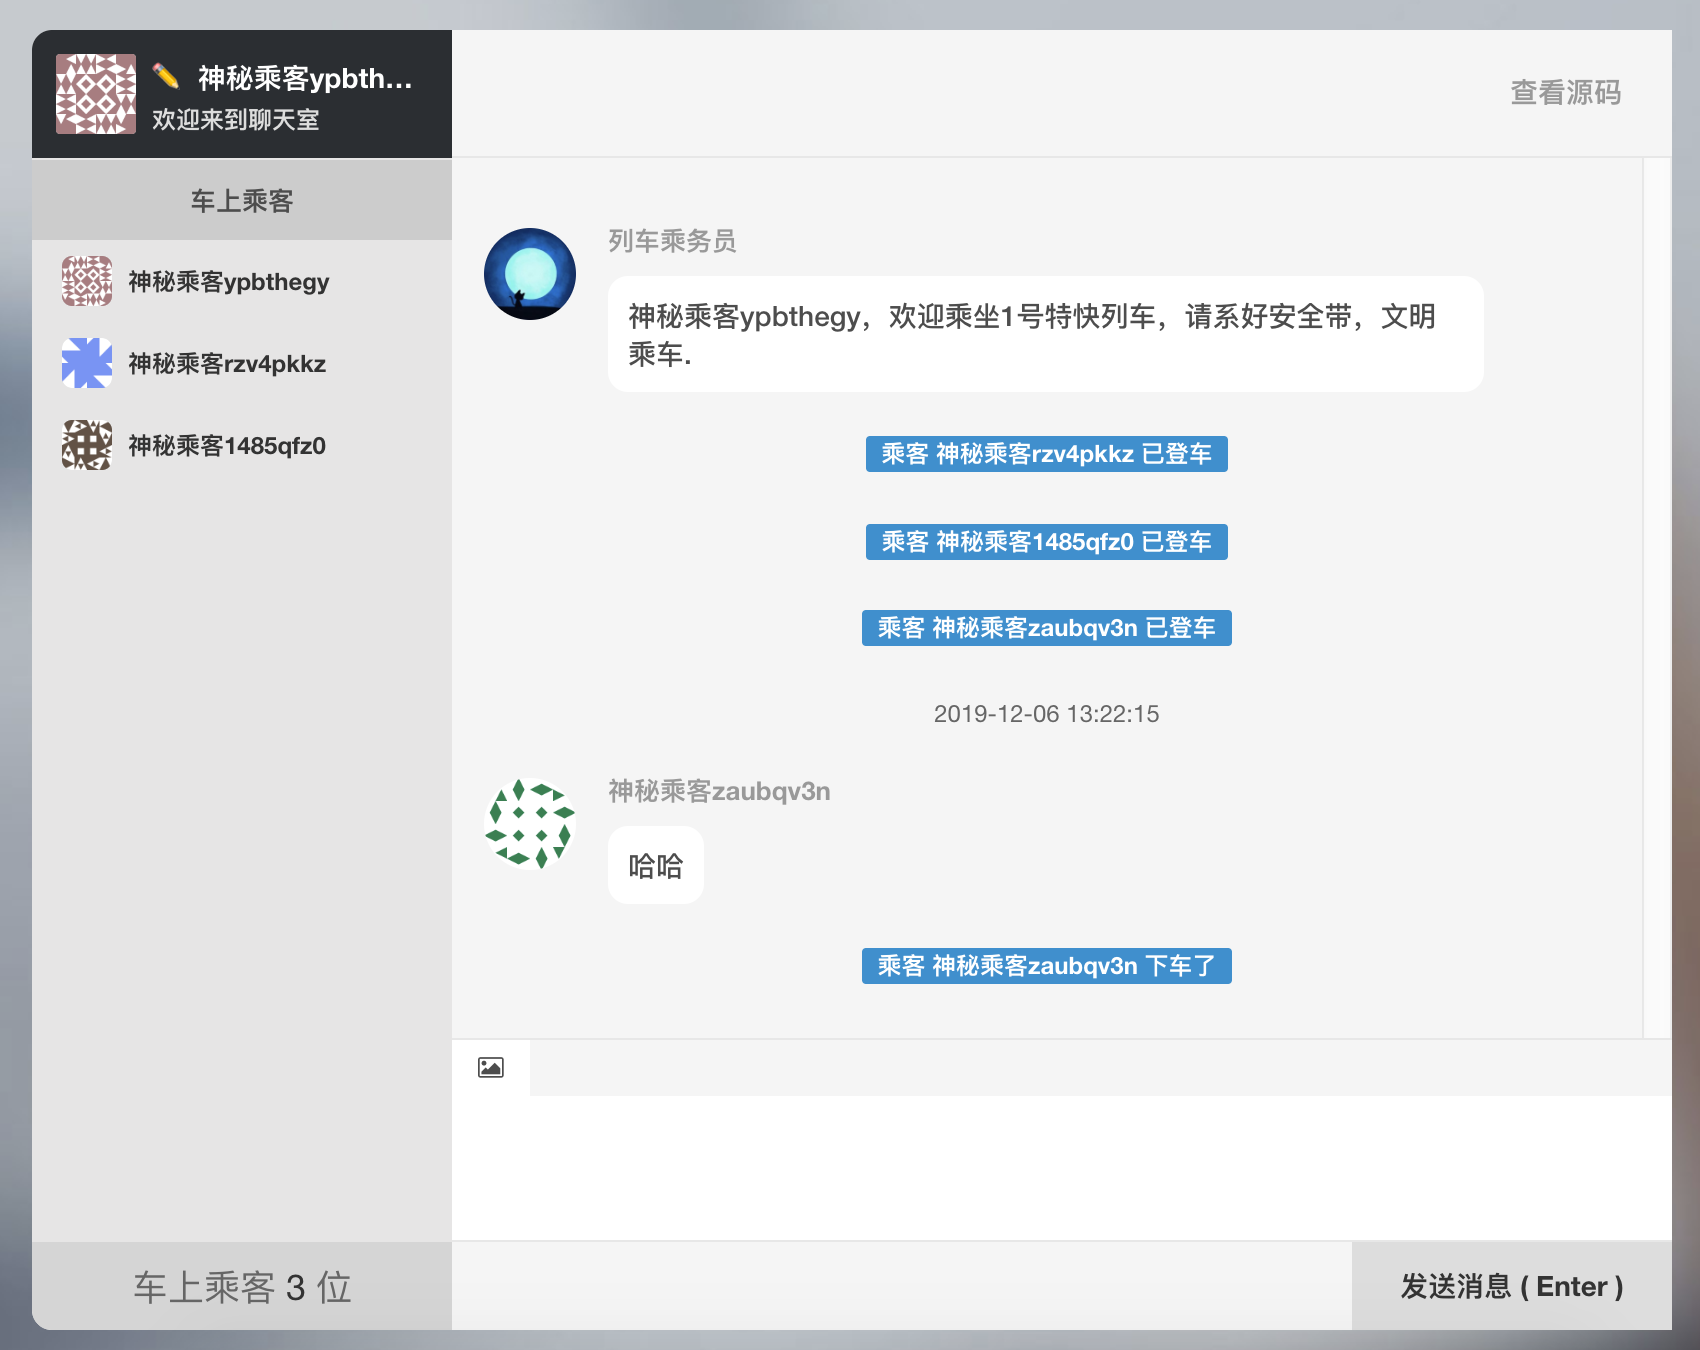 神秘乘客ypbth...
欢迎来到聊天室
查看源码
车上乘客
神秘乘客ypbthegy
神秘乘客rzv4pkkz
神秘乘客1485qfz0
列车乘务员
神秘乘客ypbthegy，欢迎乘坐1号特快列车，请系好安全带，文明
乘车.
乘客 神秘乘客rzv4pkkz 已登车
乘客 神秘乘客1485qfz0 已登车
乘客 神秘乘客zaubqv3n 已登车
2019-12-06 13:22:15
神秘乘客zaubqv3n
哈哈
乘客 神秘乘客zaubqv3n 下车了
车上乘客 3 位
发送消息 ( Enter )